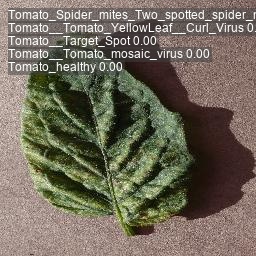 Tomato_Spider_mites_Two_spotted_spider_
Tomato__Tomato_YellowLeaf__Curl_Virus 0.
Tomato__Target_Spot 0.00
Tomato__Tomato_mosaic_virus 0.00
Tomato_healthy 0.00